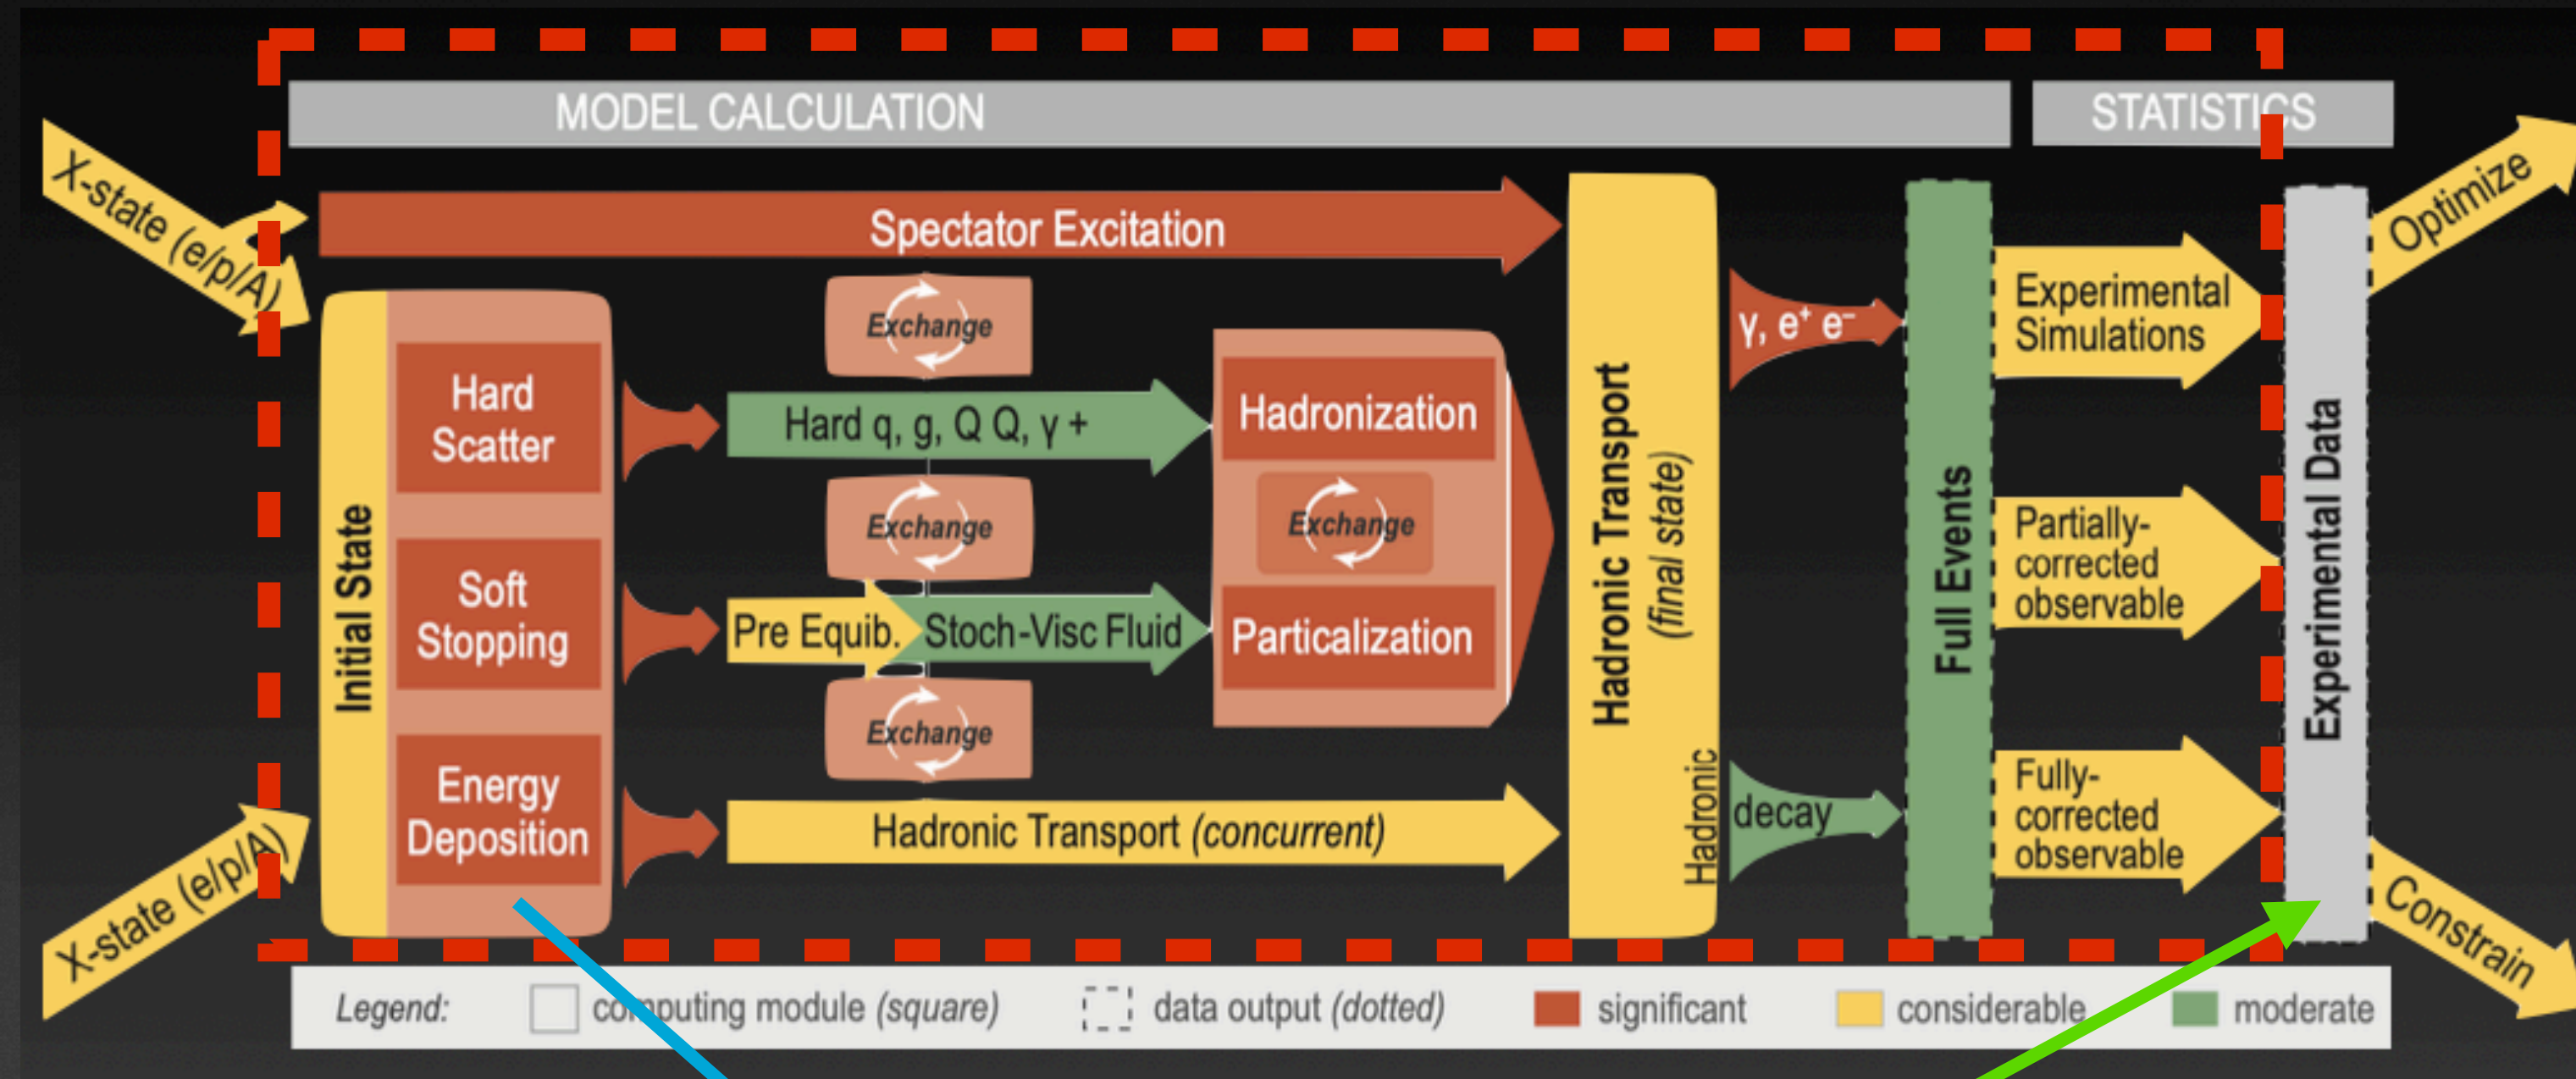 MODEL CALCULATION
STATISTICS
X-state (e/p/A)
Spectator Excitation
Optimize
Initial State
Hard
Scatter
Soft
Stopping
Energy
Deposition
Exchange
Hard q, g, Q Q, γ +
Exchange
Pre Equib.
Stoch-Visc Fluid
Exchange
Hadronic Transport (concurrent)
Hadronization
Exchange
Particalization
Hadronic Transport
(final state)
Hadronic
γ, e⁺ e⁻
decay
Full Events
Experimental
Simulations
Partially-
corrected
observable
Fully-
corrected
observable
Experimental Data
X-state (e/p/A)
Constrain
Legend:
computing module (square)
data output (dotted)
significant
considerable
moderate